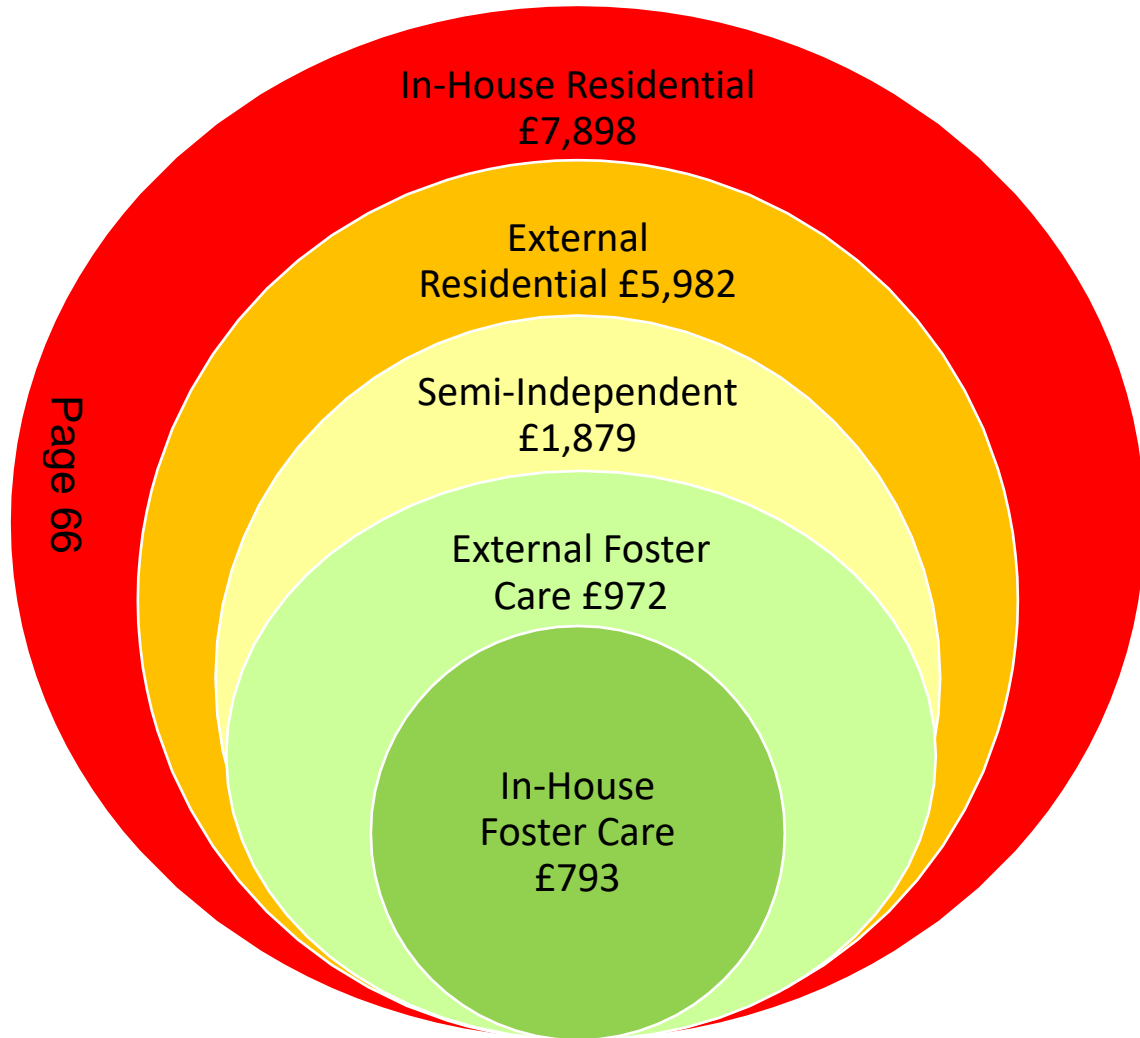 In-House Residential
£7,898
External
Residential £5,982
Semi-Independent
£1,879
Page 66
External Foster
Care £972
In-House
Foster Care
£793